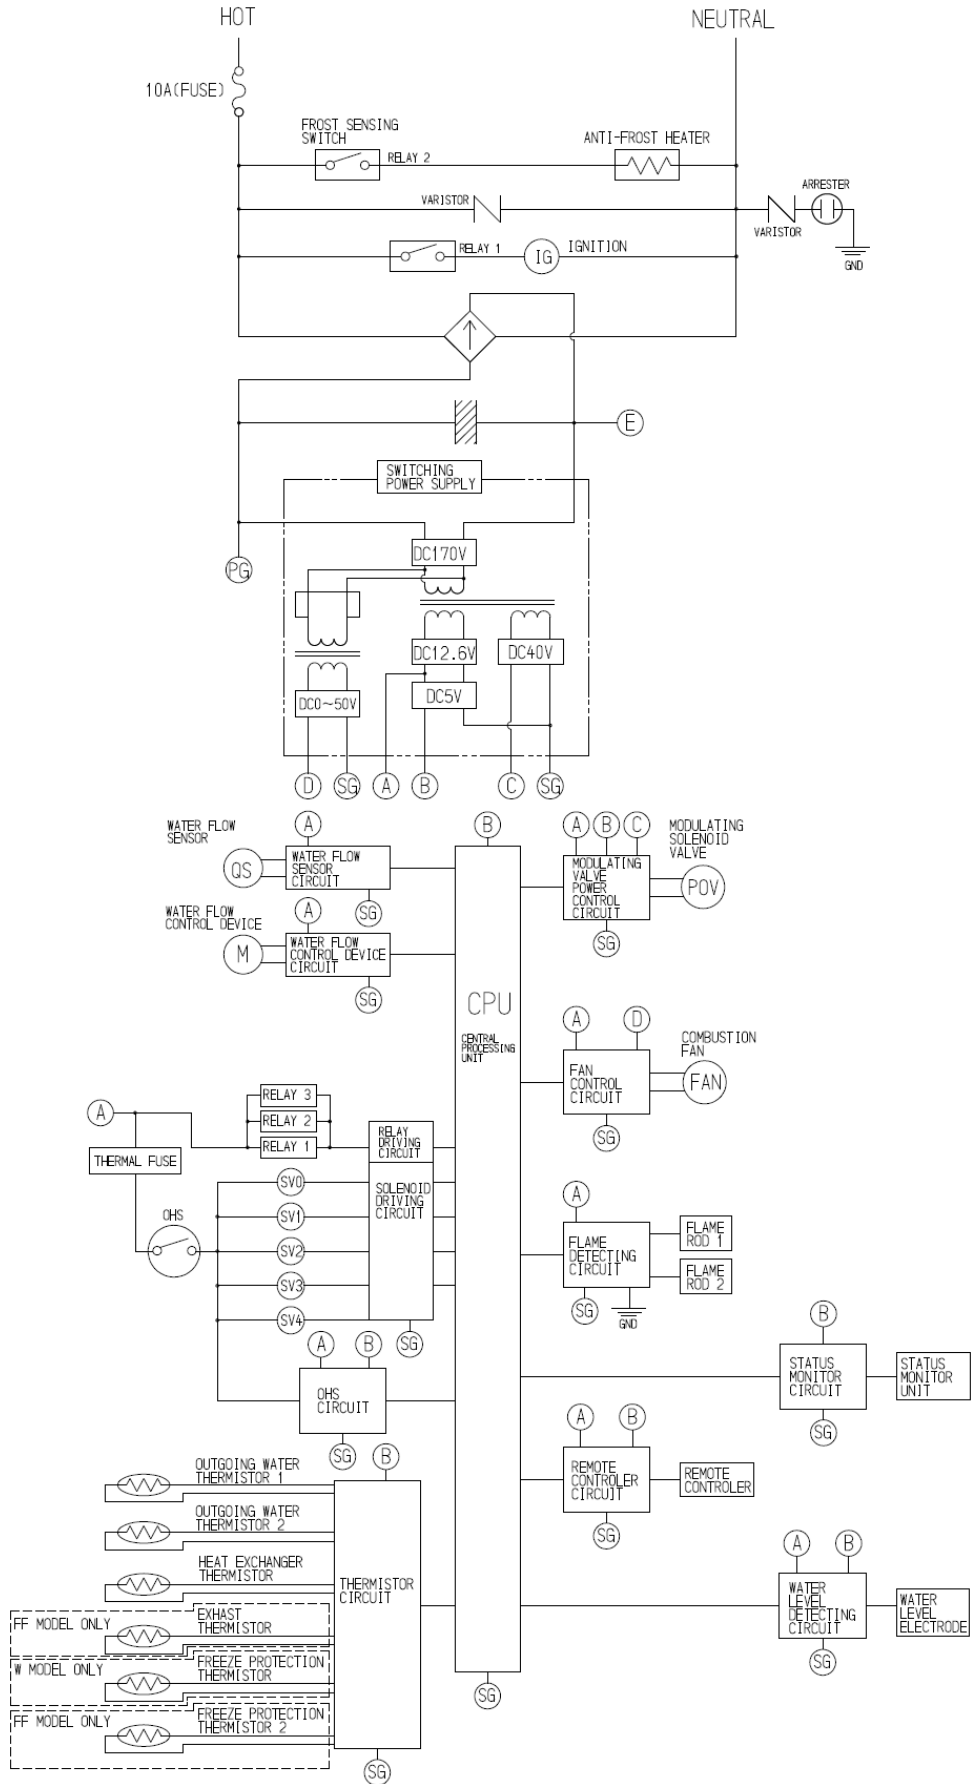 HOT
NEUTRAL
10A(FUSE)
FROST SENSING
SWITCH
RELAY 2
ANTI-FROST HEATER
VARISTOR
ARRESTER
VARISTOR
GND
RELAY 1
IG
IGNITION
E
SWITCHING
POWER SUPPLY
DC170V
PG
DC12.6V
DC40V
DC5V
DC0~50V
D
SG
A
B
C
SG
WATER FLOW
SENSOR
A
QS
WATER FLOW
SENSOR
CIRCUIT
SG
WATER FLOW
CONTROL DEVICE
A
M
WATER FLOW
CONTROL DEVICE
CIRCUIT
SG
B
CPU
CENTRAL
PROCESSING
UNIT
SG
A
B
C
MODULATING
SOLENOID
VALVE
MODULATING
VALVE
POWER
CONTROL
CIRCUIT
POV
SG
A
D
COMBUSTION
FAN
FAN
CONTROL
CIRCUIT
FAN
SG
A
THERMAL FUSE
RELAY 3
RELAY 2
RELAY 1
RELAY
DRIVING
CIRCUIT
OHS
SV0
SV1
SV2
SV3
SV4
SOLENOID
DRIVING
CIRCUIT
SG
A
FLAME
DETECTING
CIRCUIT
FLAME
ROD 1
FLAME
ROD 2
SG
GND
A
B
OHS
CIRCUIT
SG
B
STATUS
MONITOR
CIRCUIT
STATUS
MONITOR
UNIT
SG
A
B
REMOTE
CONTROLER
CIRCUIT
REMOTE
CONTROLER
SG
B
OUTGOING WATER
THERMISTOR 1
OUTGOING WATER
THERMISTOR 2
HEAT EXCHANGER
THERMISTOR
THERMISTOR
CIRCUIT
FF MODEL ONLY
EXHAST
THERMISTOR
W MODEL ONLY
FREEZE PROTECTION
THERMISTOR
FF MODEL ONLY
FREEZE PROTECTION
THERMISTOR 2
SG
A
B
WATER
LEVEL
DETECTING
CIRCUIT
WATER
LEVEL
ELECTRODE
SG